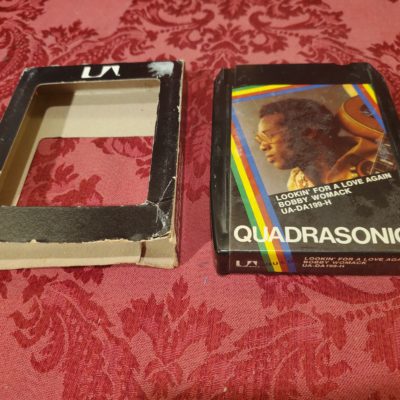 UA
LOOKIN' FOR A LOVE AGAIN
BOBBY WOMACK
UA-DA199-H
QUADRASONIC
UA
LOOKIN' FOR A LOVE AGAIN
BOBBY WOMACK
UA-DA199-H